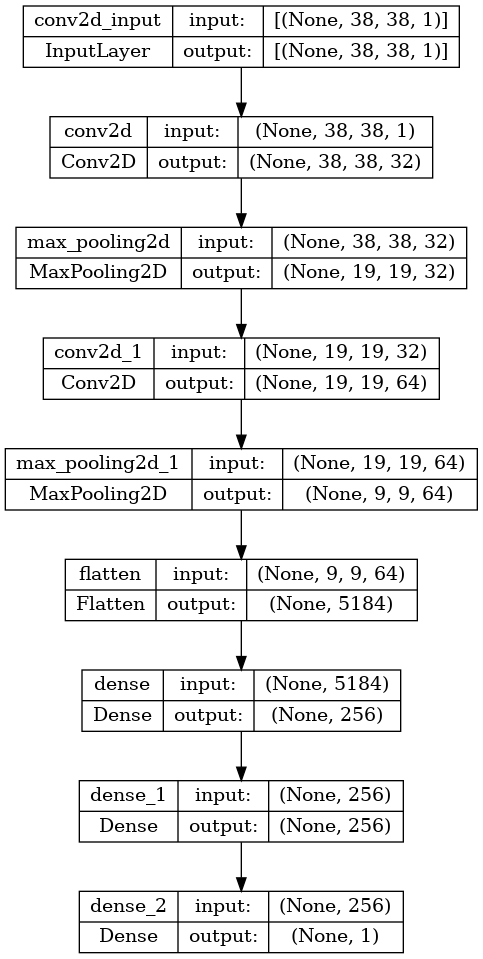 conv2d_input input: [(None, 38, 38, 1)]
InputLayer output: [(None, 38, 38, 1)]
conv2d input: (None, 38, 38, 1)
Conv2D output: (None, 38, 38, 32)
max_pooling2d input: (None, 38, 38, 32)
MaxPooling2D output: (None, 19, 19, 32)
conv2d_1 input: (None, 19, 19, 32)
Conv2D output: (None, 19, 19, 64)
max_pooling2d_1 input: (None, 19, 19, 64)
MaxPooling2D output: (None, 9, 9, 64)
flatten input: (None, 9, 9, 64)
Flatten output: (None, 5184)
dense input: (None, 5184)
Dense output: (None, 256)
dense_1 input: (None, 256)
Dense output: (None, 256)
dense_2 input: (None, 256)
Dense output: (None, 1)